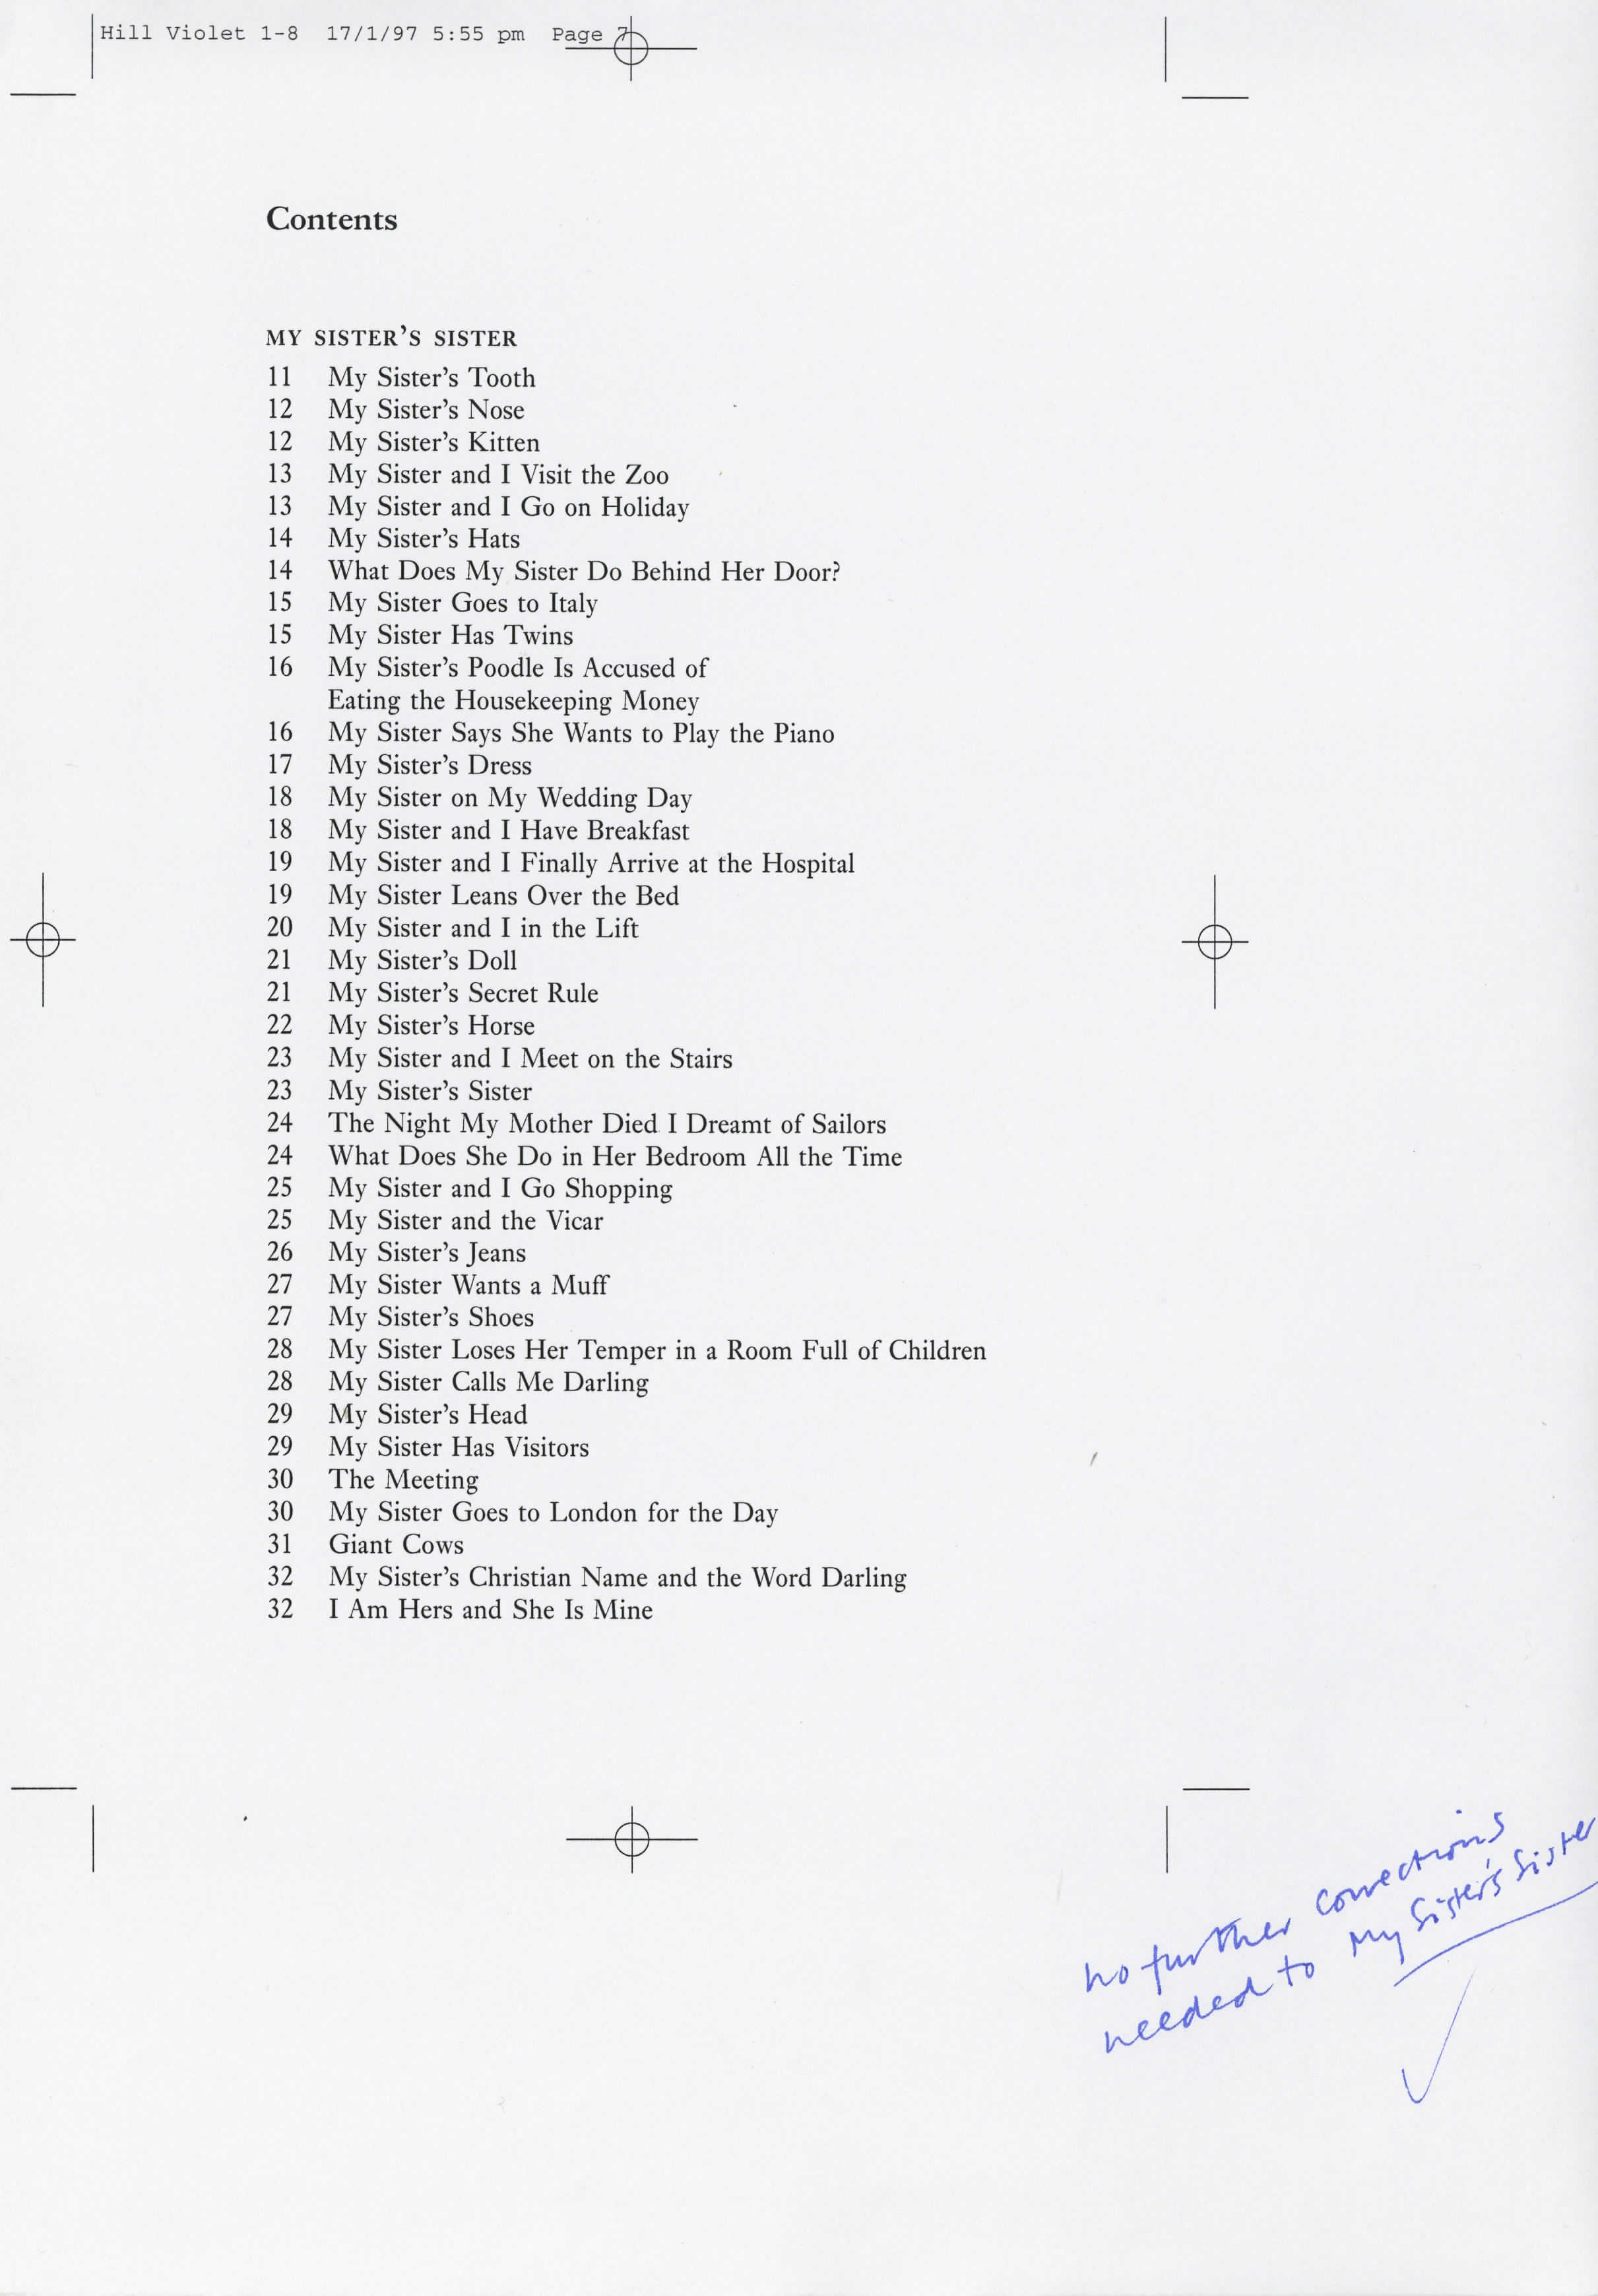 Hill Violet 1-8 17/1/97 5:55 pm Page 7
Contents
MY SISTER’S SISTER
11 My Sister’s Tooth
12 My Sister’s Nose
12 My Sister’s Kitten
13 My Sister and I Visit the Zoo
13 My Sister and I Go on Holiday
14 My Sister’s Hats
14 What Does My Sister Do Behind Her Door?
15 My Sister Goes to Italy
15 My Sister Has Twins
16 My Sister’s Poodle Is Accused of
Eating the Housekeeping Money
16 My Sister Says She Wants to Play the Piano
17 My Sister’s Dress
18 My Sister on My Wedding Day
18 My Sister and I Have Breakfast
19 My Sister and I Finally Arrive at the Hospital
19 My Sister Leans Over the Bed
20 My Sister and I in the Lift
21 My Sister’s Doll
21 My Sister’s Secret Rule
22 My Sister’s Horse
23 My Sister and I Meet on the Stairs
23 My Sister’s Sister
24 The Night My Mother Died I Dreamt of Sailors
24 What Does She Do in Her Bedroom All the Time
25 My Sister and I Go Shopping
25 My Sister and the Vicar
26 My Sister’s Jeans
27 My Sister Wants a Muff
27 My Sister’s Shoes
28 My Sister Loses Her Temper in a Room Full of Children
28 My Sister Calls Me Darling
29 My Sister’s Head
29 My Sister Has Visitors
30 The Meeting
30 My Sister Goes to London for the Day
31 Giant Cows
32 My Sister’s Christian Name and the Word Darling
32 I Am Hers and She Is Mine
no further corrections
needed to My Sister's Sister